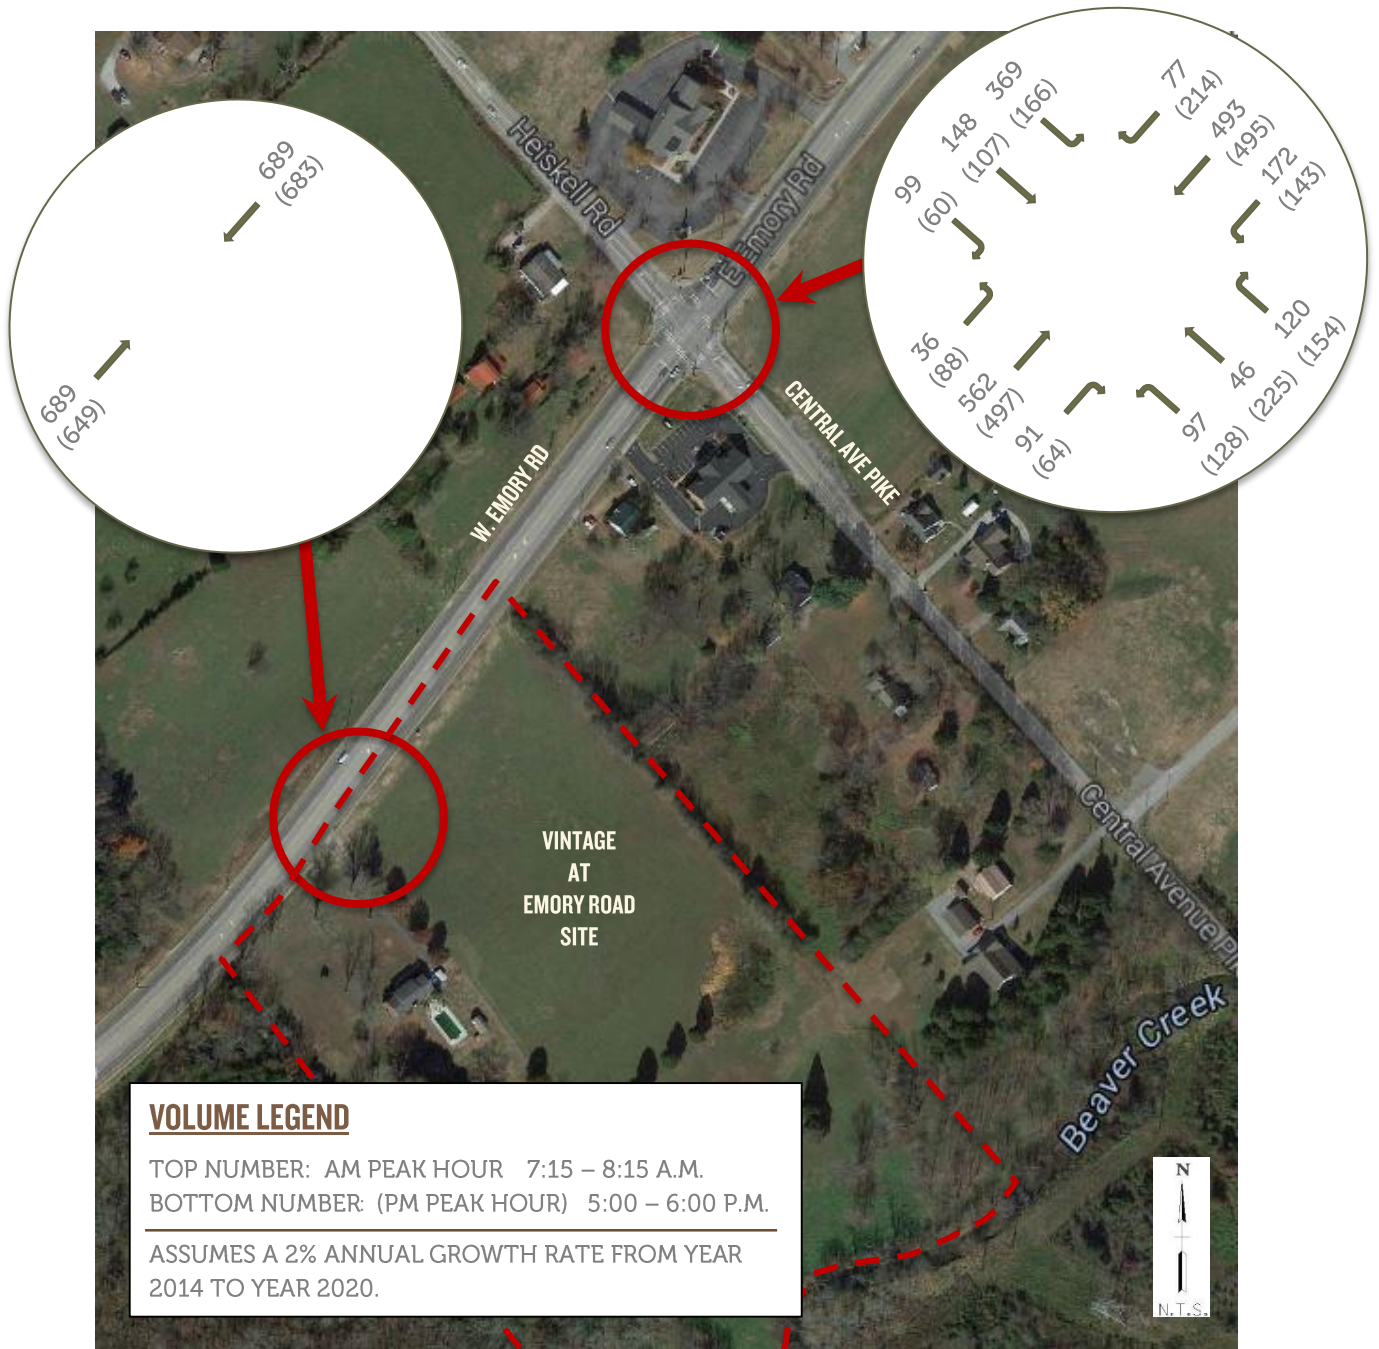 369
(166)
148
(107)
99
(60)
77
(214)
493
(495)
172
(143)
36
(88)
562
(497)
91
(64)
120
(154)
46
(225)
97
(128)
689
(683)
689
(649)
Heiskell Rd
E Emory Rd
CENTRAL AVE PIKE
W. EMORY RD
VINTAGE
AT
EMORY ROAD
SITE
Central Avenue Pi
Beaver Creek
VOLUME LEGEND
TOP NUMBER: AM PEAK HOUR 7:15 – 8:15 A.M.
BOTTOM NUMBER: (PM PEAK HOUR) 5:00 – 6:00 P.M.
ASSUMES A 2% ANNUAL GROWTH RATE FROM YEAR
2014 TO YEAR 2020.
N
N.T.S.